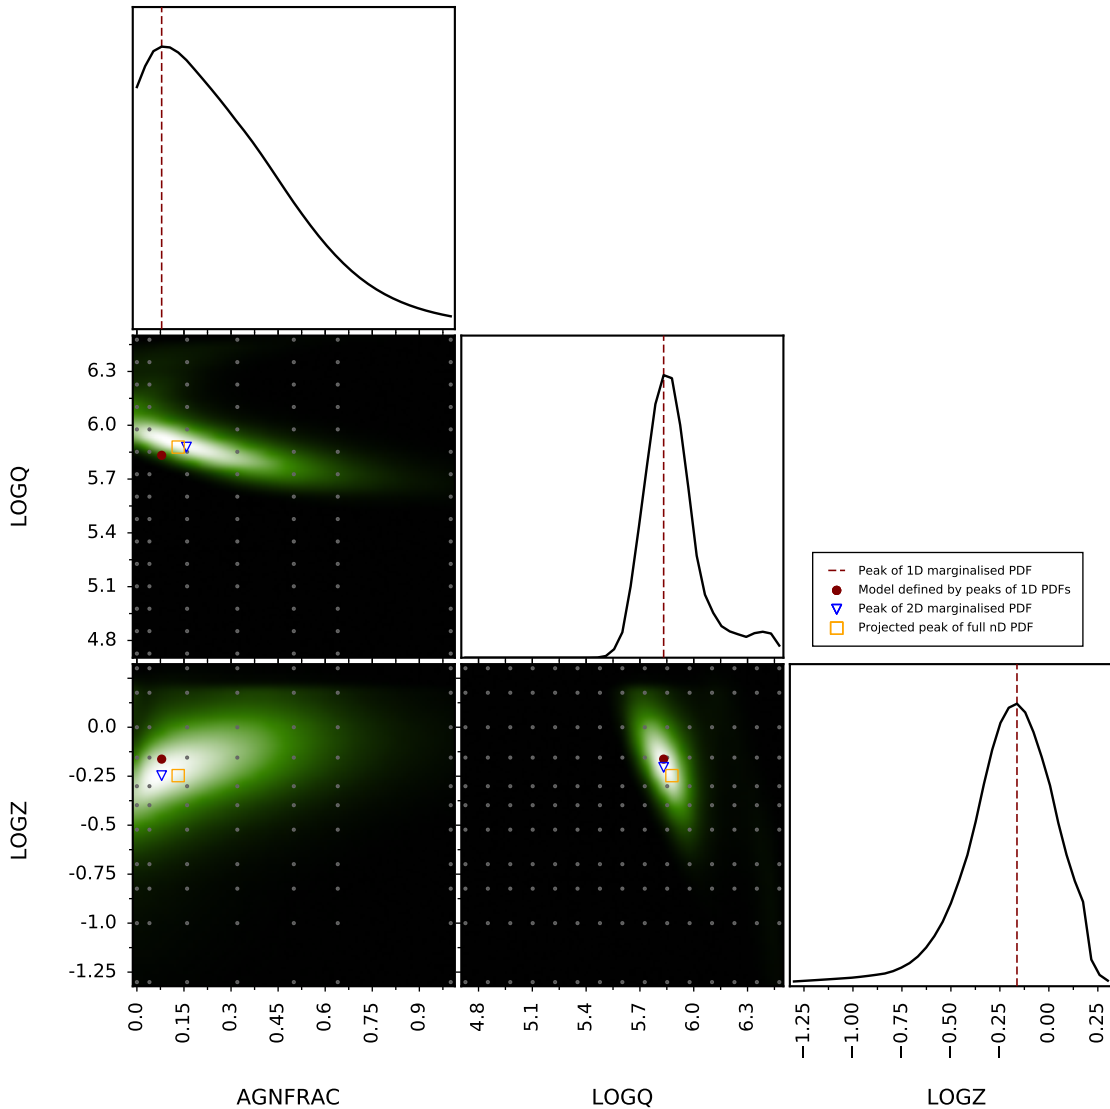 LOGQ
6.3
6.0
5.7
5.4
5.1
4.8
Peak of 1D marginalised PDF
Model defined by peaks of 1D PDFs
Peak of 2D marginalised PDF
Projected peak of full nD PDF
LOGZ
0.0
-0.25
-0.5
-0.75
-1.0
-1.25
0.0 0.15 0.3 0.45 0.6 0.75 0.9
4.8 5.1 5.4 5.7 6.0 6.3
−1.25 −1.00 −0.75 −0.50 −0.25 0.00 0.25
AGNFRAC LOGQ LOGZ